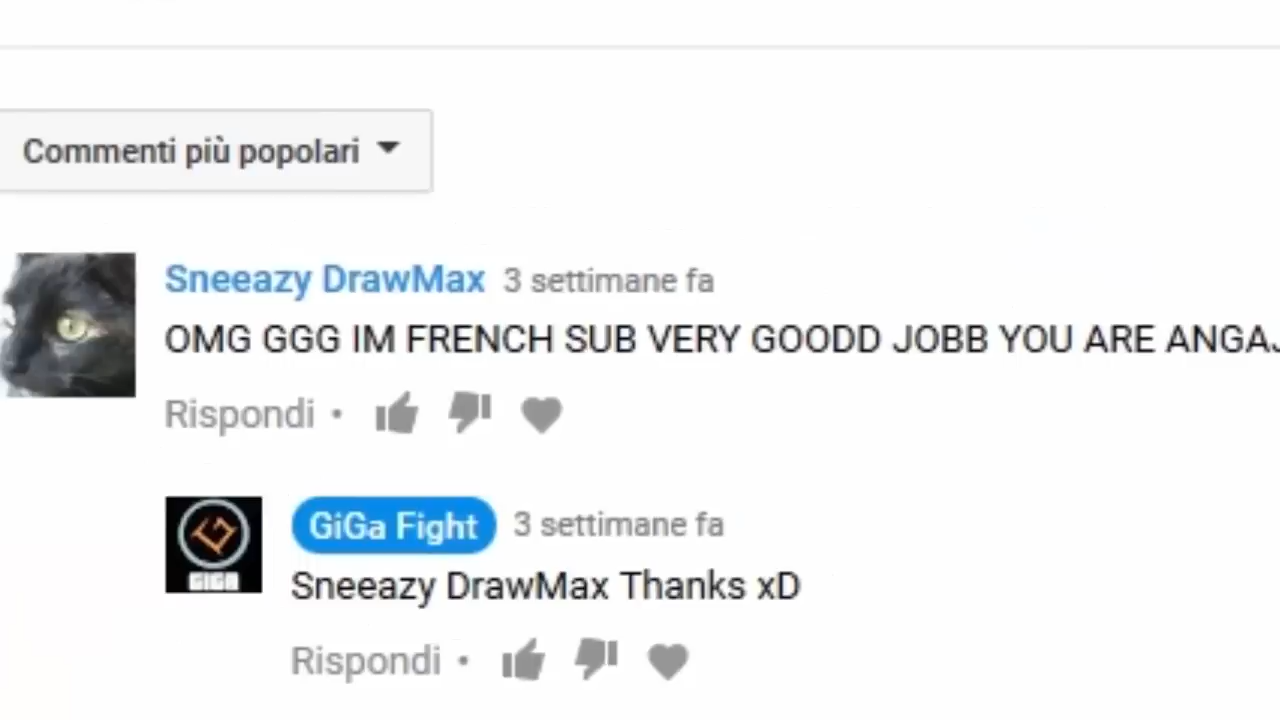 Commenti più popolari
Sneeazy DrawMax 3 settimane fa
OMG GGG IM FRENCH SUB VERY GOODD JOBB YOU ARE
Rispondi •
GiGa Fight 3 settimane fa
Sneeazy DrawMax Thanks xD
Rispondi •